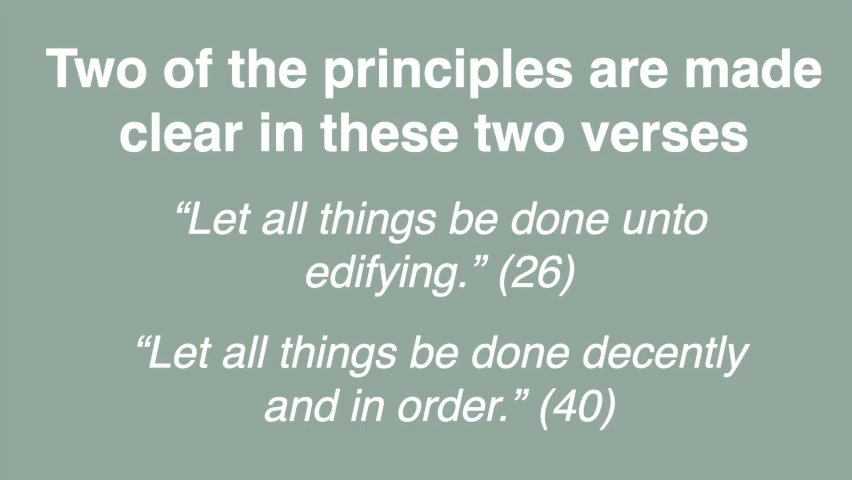 Two of the principles are made
clear in these two verses
“Let all things be done unto
edifying.” (26)
“Let all things be done decently
and in order.” (40)